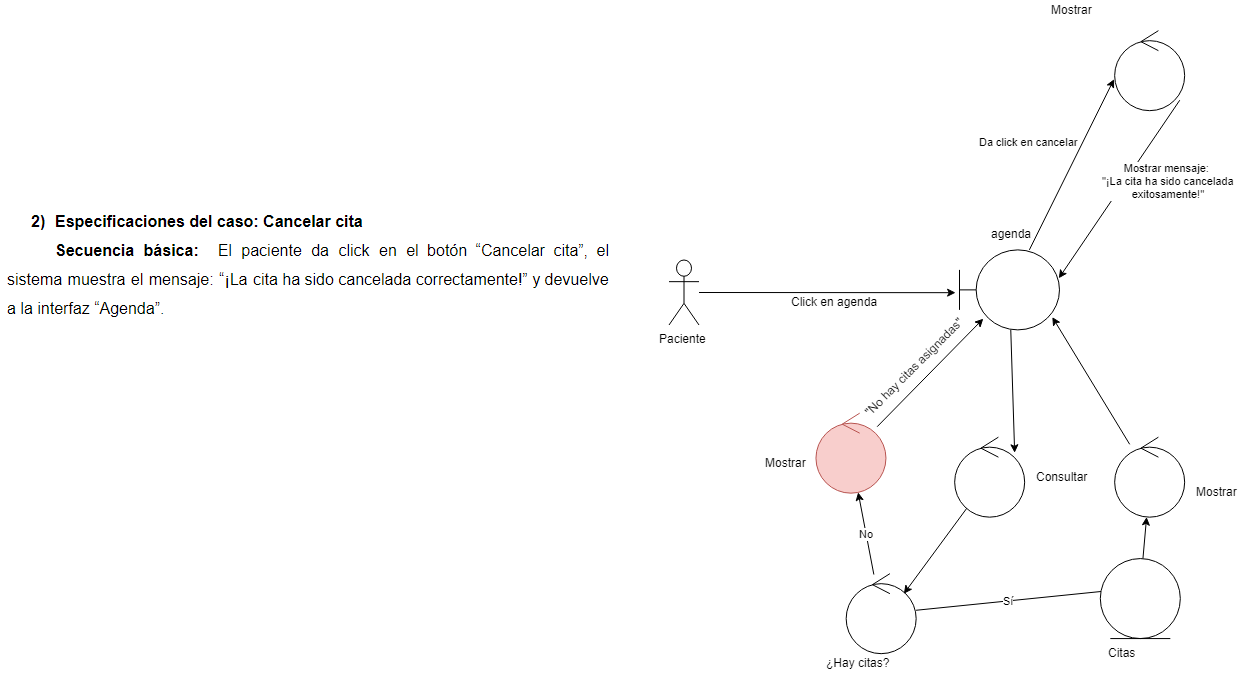 2) Especificaciones del caso: Cancelar cita
Secuencia básica: El paciente da click en el botón “Cancelar cita”, el
sistema muestra el mensaje: “¡La cita ha sido cancelada correctamente!” y devuelve
a la interfaz “Agenda”.
Mostrar
Da click en cancelar
Mostrar mensaje:
"¡La cita ha sido cancelada
exitosamente!"
agenda
Click en agenda
Paciente
"No hay citas asignadas"
Mostrar
Consultar
Mostrar
No
Sí
¿Hay citas?
Citas